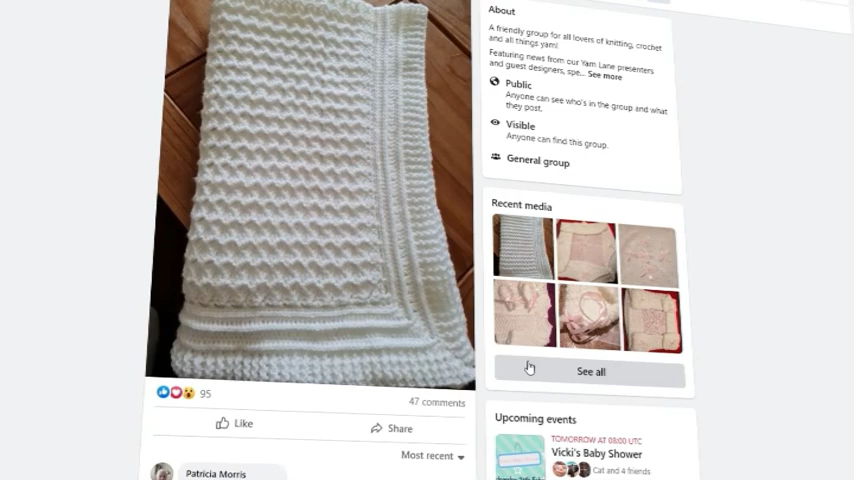 95
47 comments
Like
Share
Most recent
Patricia Morris
About
A friendly group for all lovers of knitting, crochet
and all things yarn!
Featuring news from our Yarn Lane presenters
and guest designers, spe... See more
Public
Anyone can see who's in the group and what
they post.
Visible
Anyone can find this group.
General group
Recent media
See all
Upcoming events
TOMORROW AT 08:00 UTC
Vicki's Baby Shower
Cat and 4 friends